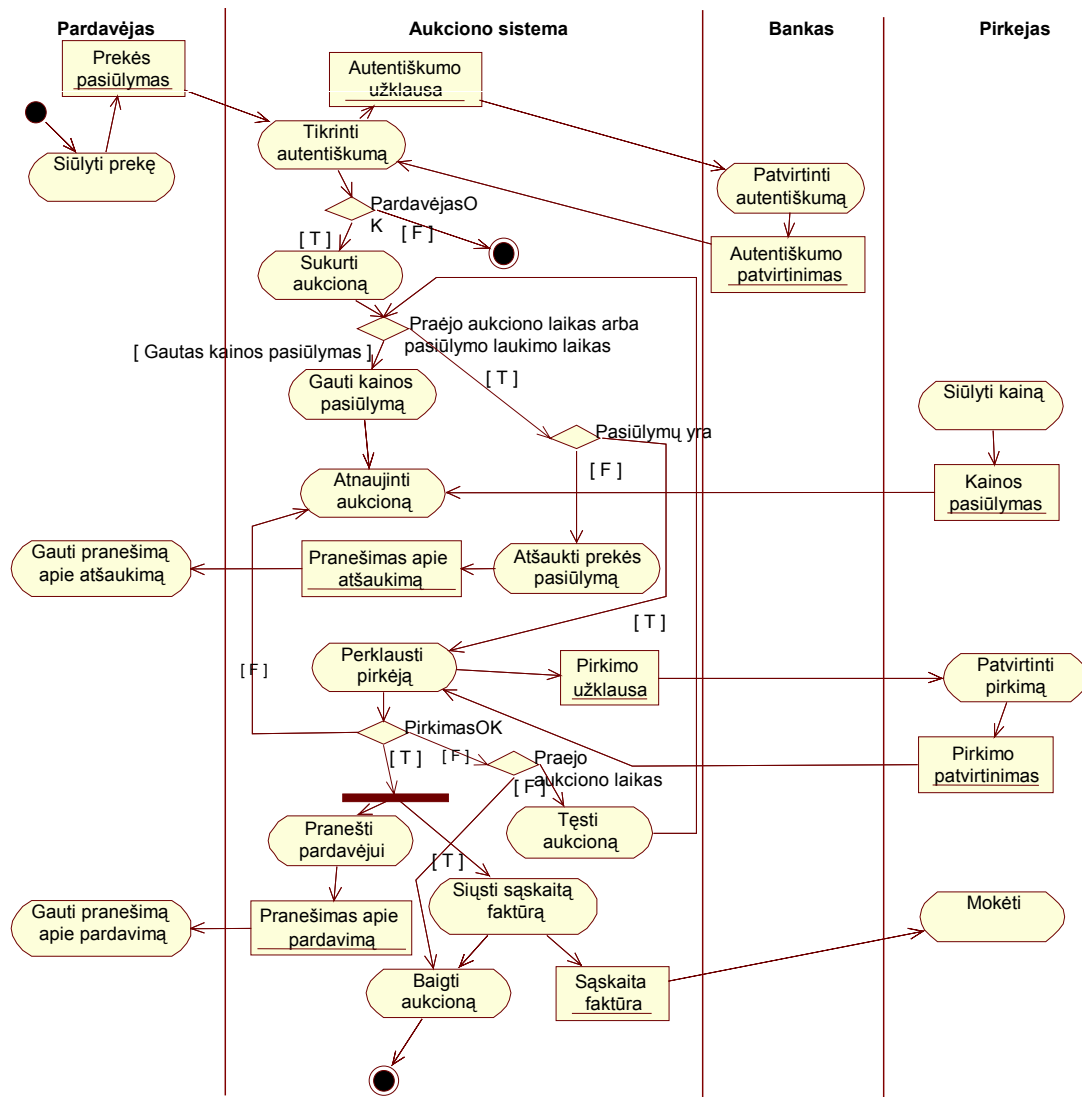 Pardavėjas
Aukciono sistema
Bankas
Pirkejas
Prekės
pasiūlymas
Autentiškumo
užklausa
Siūlyti prekę
Tikrinti
autentiškumą
Patvirtinti
autentiškumą
PardavėjasO
K
[ T ]
[ F ]
Autentiškumo
patvirtinimas
Sukurti
aukcioną
Praėjo aukciono laikas arba
pasiūlymo laukimo laikas
[ Gautas kainos pasiūlymas ]
[ T ]
Gauti kainos
pasiūlymą
Siūlyti kainą
Pasiūlymų yra
[ F ]
Atnaujinti
aukcioną
Kainos
pasiūlymas
Gauti pranešimą
apie atšaukimą
Pranešimas apie
atšaukimą
Atšaukti prekės
pasiūlymą
[ T ]
[ F ]
Perklausti
pirkėją
Pirkimo
užklausa
Patvirtinti
pirkimą
PirkimasOK
[ T ]
[ F ]
Praejo
aukciono laikas
[ F ]
Pirkimo
patvirtinimas
Pranešti
pardavėjui
Tęsti
aukcioną
[ T ]
Siųsti sąskaitą
faktūrą
Mokėti
Gauti pranešimą
apie pardavimą
Pranešimas apie
pardavimą
Baigti
aukcioną
Sąskaita
faktūra